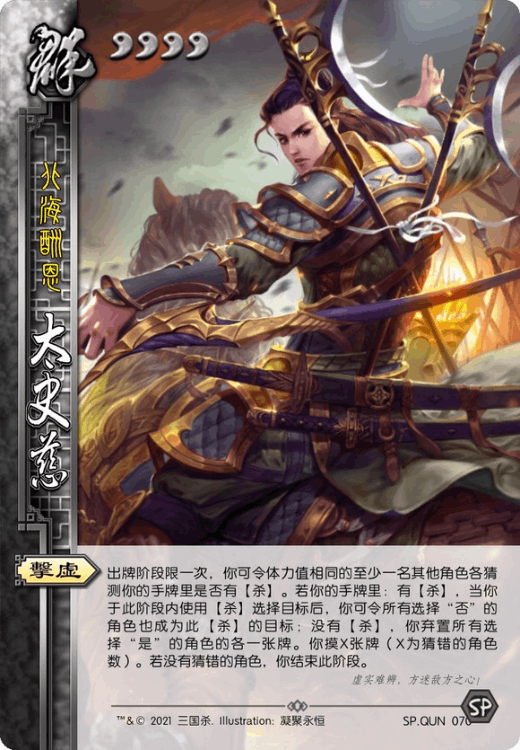 群
北海酬恩
太史慈
擊虚
出牌阶段限一次，你可令体力值相同的至少一名其他角色各猜
测你的手牌里是否有【杀】。若你的手牌里：有【杀】，当你
于此阶段内使用【杀】选择目标后，你可令所有选择“否”的
角色也成为此【杀】的目标；没有【杀】，你弃置所有选
择“是”的角色的各一张牌。你摸X张牌（X为猜错的角色
数）。若没有猜错的角色，你结束此阶段。
虚实难辨，方迷敌方之心！
™& © 2021 三国杀. Illustration: 凝聚永恒
SP.QUN 070
SP